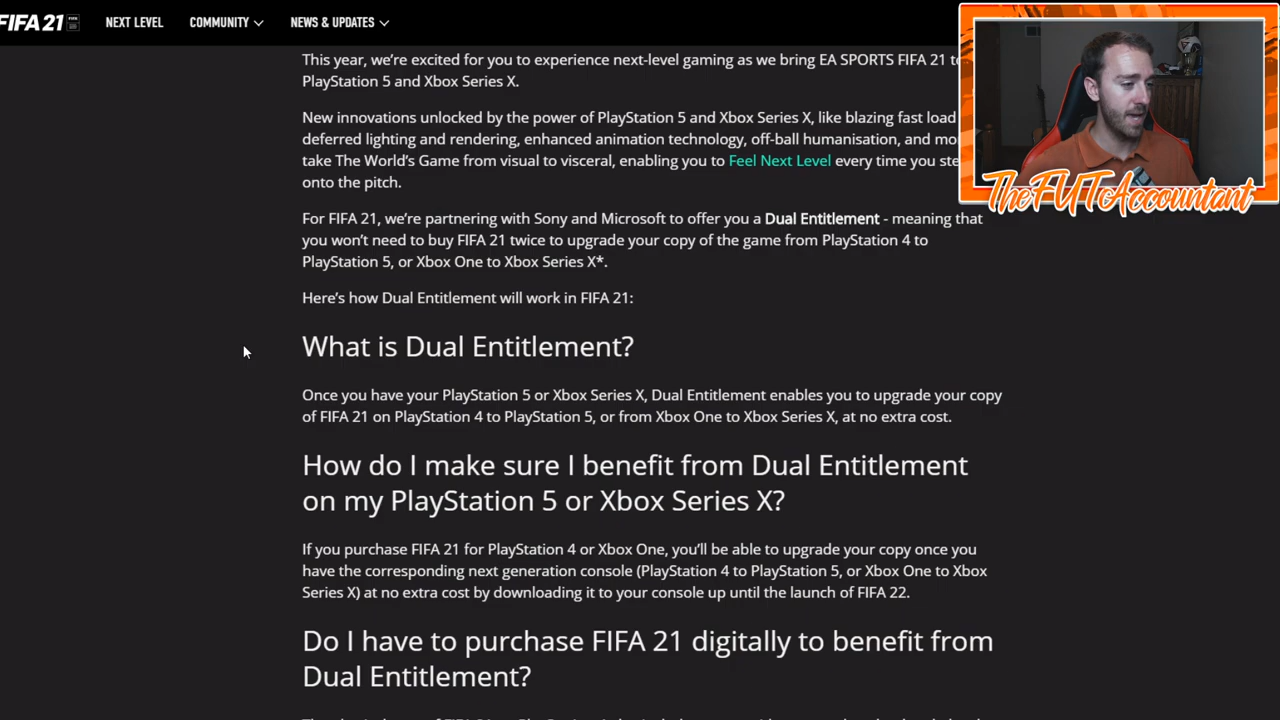 FIFA 21 NEXT LEVEL COMMUNITY NEWS & UPDATES
This year, we're excited for you to experience next-level gaming as we bring EA SPORTS FIFA 21 to
PlayStation 5 and Xbox Series X.
New innovations unlocked by the power of PlayStation 5 and Xbox Series X, like blazing fast load
deferred lighting and rendering, enhanced animation technology, off-ball humanisation, and
take The World's Game from visual to visceral, enabling you to Feel Next Level every time you
onto the pitch.
For FIFA 21, we're partnering with Sony and Microsoft to offer you a Dual Entitlement - meaning that
you won't need to buy FIFA 21 twice to upgrade your copy of the game from PlayStation 4 to
PlayStation 5, or Xbox One to Xbox Series X*.
Here's how Dual Entitlement will work in FIFA 21:
What is Dual Entitlement?
Once you have your PlayStation 5 or Xbox Series X, Dual Entitlement enables you to upgrade your copy
of FIFA 21 on PlayStation 4 to PlayStation 5, or from Xbox One to Xbox Series X, at no extra cost.
How do I make sure I benefit from Dual Entitlement
on my PlayStation 5 or Xbox Series X?
If you purchase FIFA 21 for PlayStation 4 or Xbox One, you'll be able to upgrade your copy once you
have the corresponding next generation console (PlayStation 4 to PlayStation 5, or Xbox One to Xbox
Series X) at no extra cost by downloading it to your console up until the launch of FIFA 22.
Do I have to purchase FIFA 21 digitally to benefit from
Dual Entitlement?
TheFUTAccountant